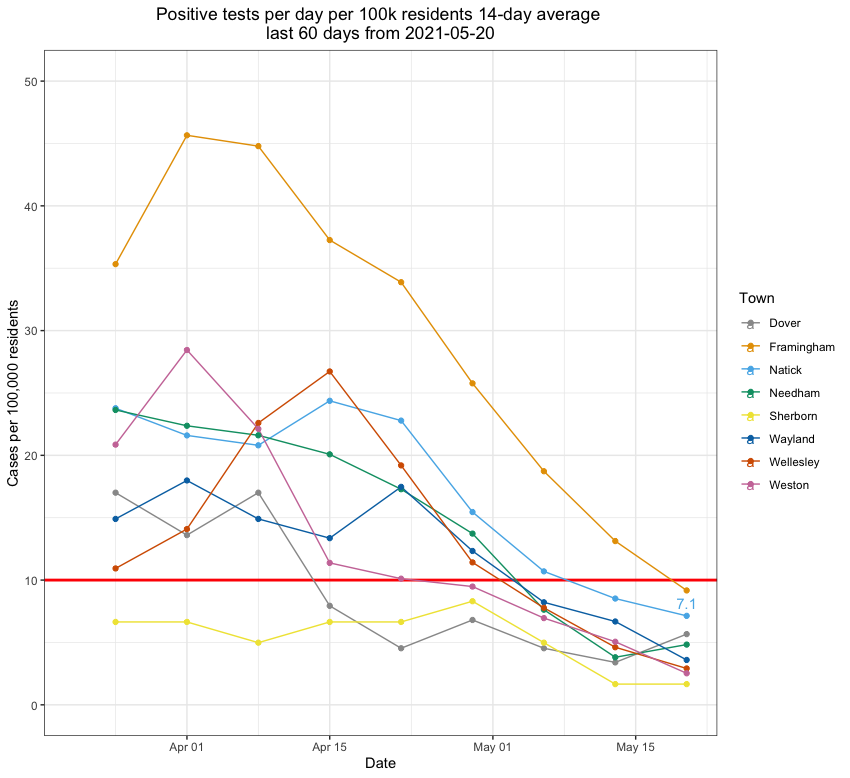 Positive tests per day per 100k residents 14-day average
last 60 days from 2021-05-20
Cases per 100,000 residents
50
40
30
20
10
0
7.1
Apr 01
Apr 15
May 01
May 15
Date
Town
a Dover
a Framingham
a Natick
a Needham
a Sherborn
a Wayland
a Wellesley
a Weston